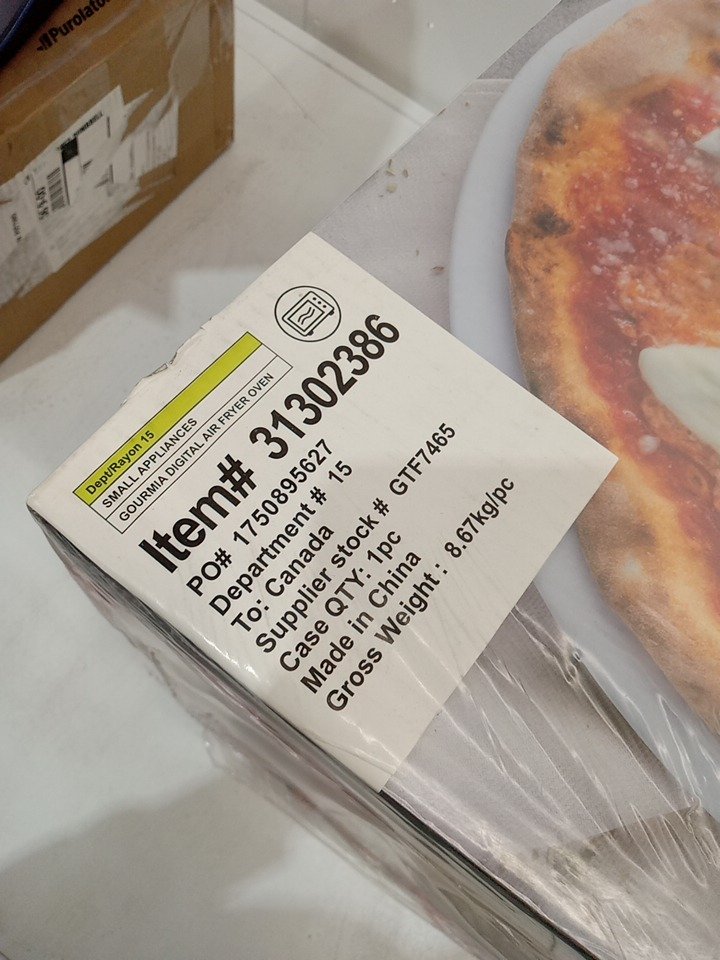 Purolato
Dept/Rayon 15
SMALL APPLIANCES
GOURMIA DIGITAL AIR FRYER OVEN
Item# 31302386
PO# 1750895627
Department # 15
To: Canada
Supplier stock # GTF7465
Case QTY: 1pc
Made in China
Gross Weight : 8.67kg/pc